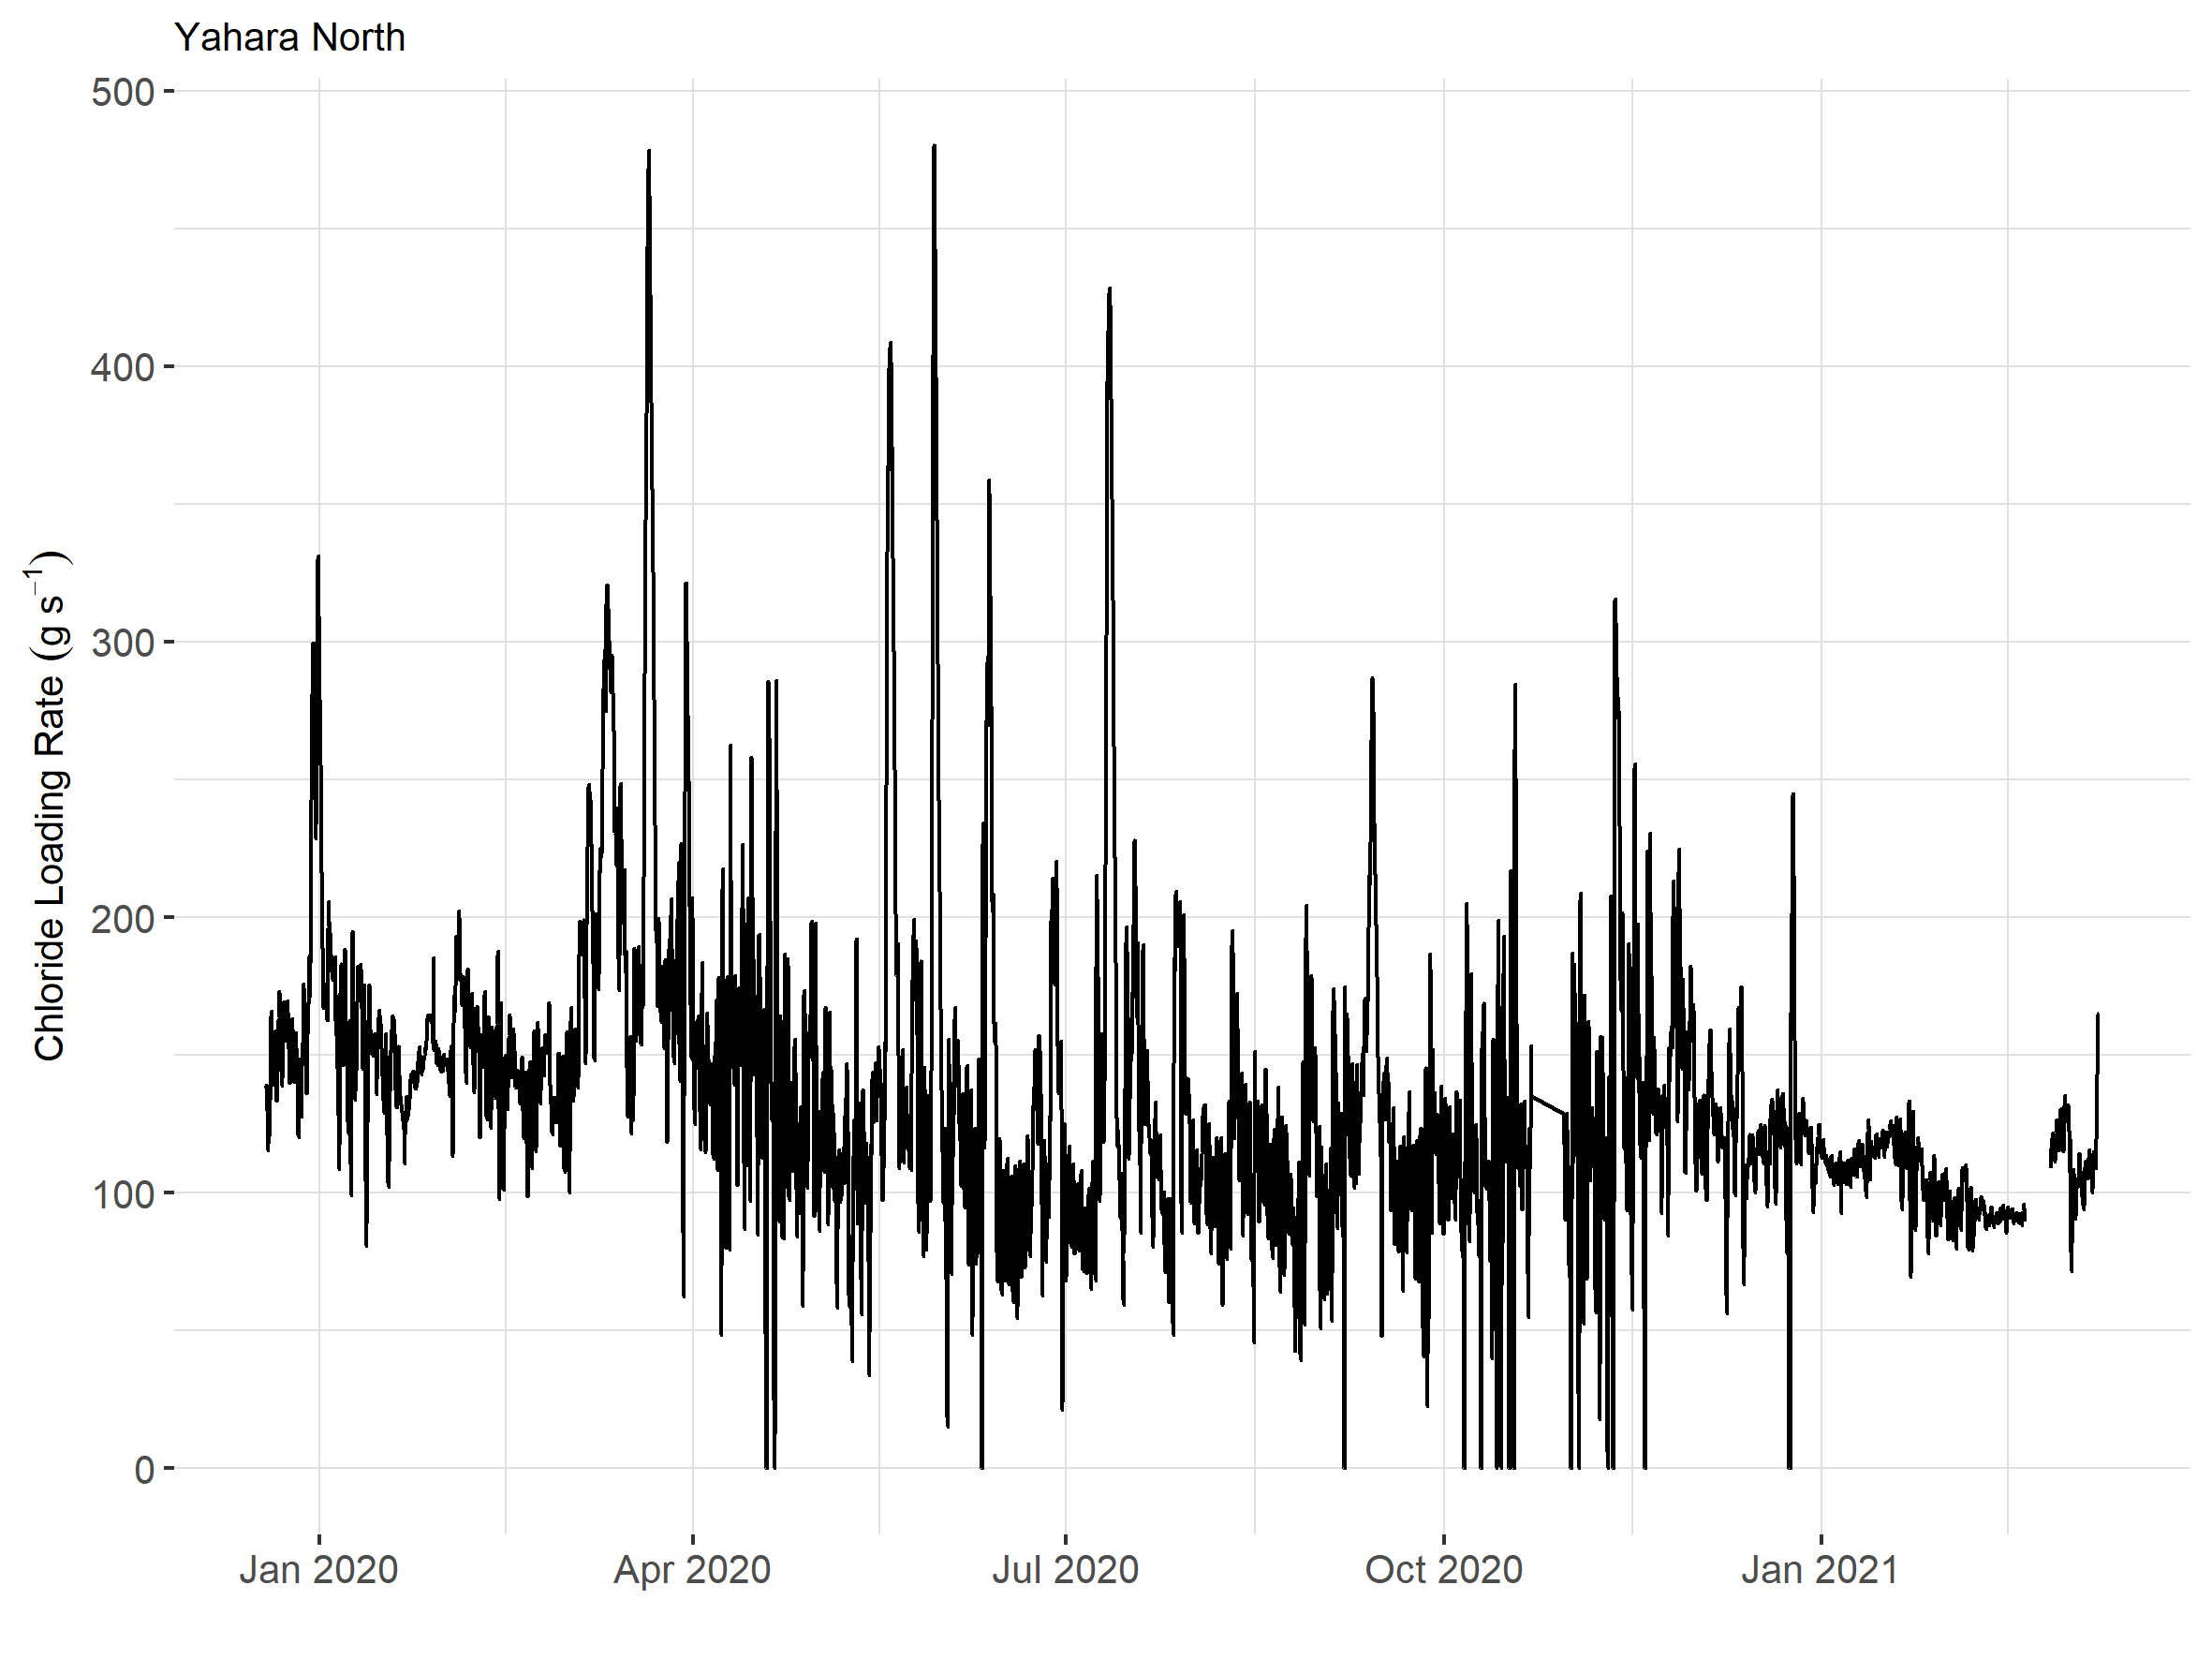 Yahara North
Chloride Loading Rate (g s⁻¹)
500
400
300
200
100
0
Jan 2020
Apr 2020
Jul 2020
Oct 2020
Jan 2021